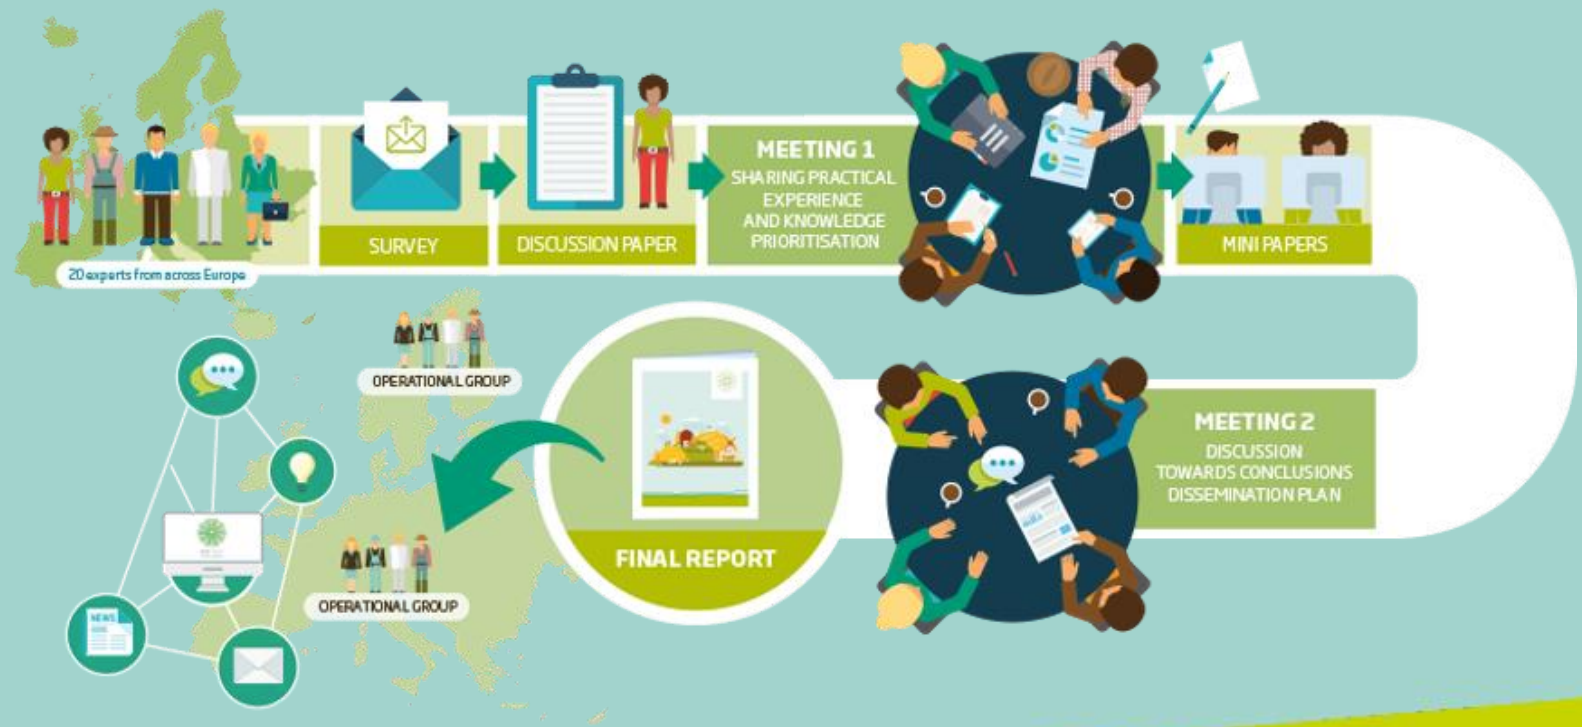 MEETING 1
SHARING PRACTICAL
EXPERIENCE
AND KNOWLEDGE
PRIORITISATION
SURVEY
DISCUSSION PAPER
MINI PAPERS
20 experts from across Europe
OPERATIONAL GROUP
MEETING 2
DISCUSSION
TOWARDS CONCLUSIONS
DISSEMINATION PLAN
FINAL REPORT
OPERATIONAL GROUP
NEWS